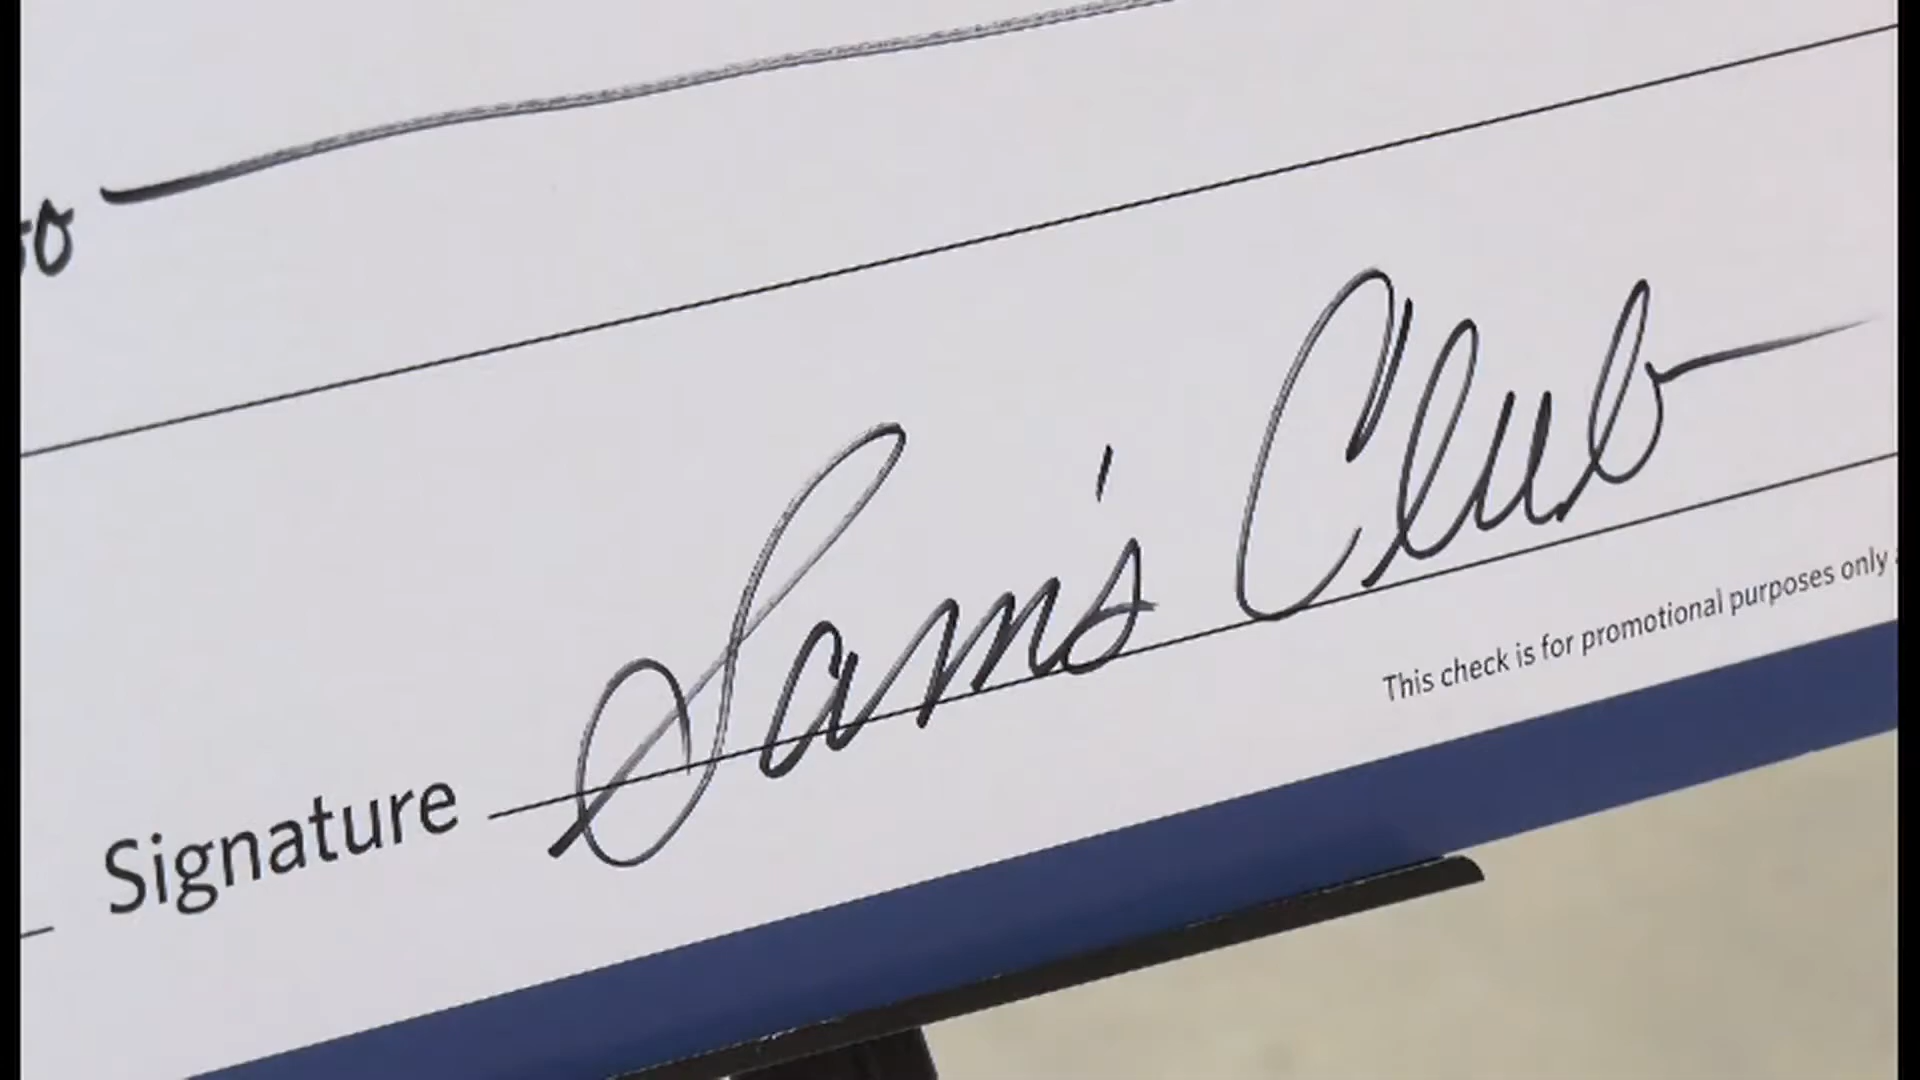 Signature Sam's Club
This check is for promotional purposes only